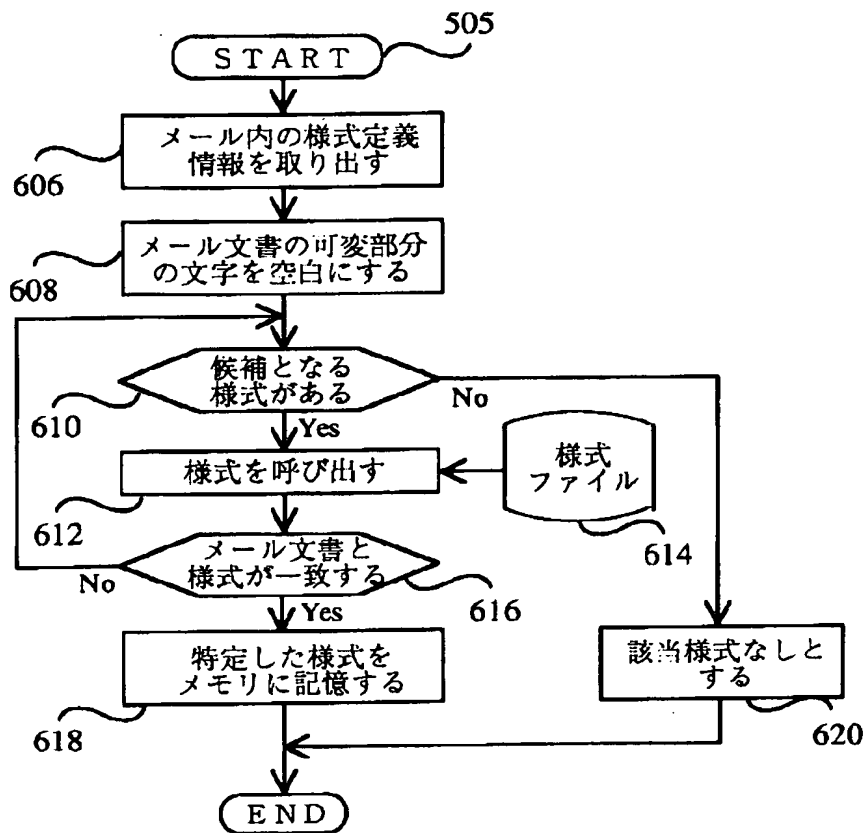 START
505
メール内の様式定義
情報を取り出す
606
メール文書の可変部分
の文字を空白にする
608
候補となる
様式がある
610
No
Yes
様式を呼び出す
612
様式
ファイル
614
メール文書と
様式が一致する
No
616
Yes
特定した様式を
メモリに記憶する
618
該当様式なしと
する
620
END